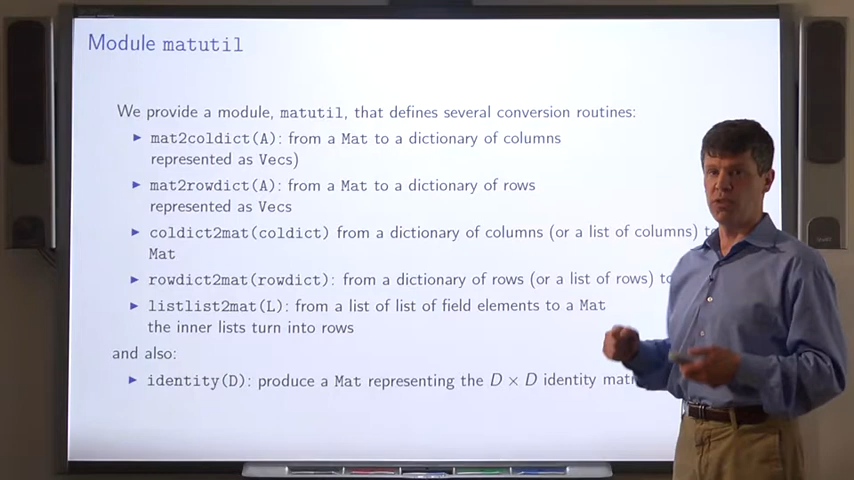 Module matutil
We provide a module, matutil, that defines several conversion routines:
▶ mat2coldict(A): from a Mat to a dictionary of columns
represented as Vecs)
▶ mat2rowdict(A): from a Mat to a dictionary of rows
represented as Vecs
▶ coldict2mat(coldict) from a dictionary of columns (or a list of columns) to
Mat
▶ rowdict2mat(rowdict): from a dictionary of rows (or a list of rows) to
▶ listlist2mat(L): from a list of list of field elements to a Mat
the inner lists turn into rows
and also:
▶ identity(D): produce a Mat representing the D × D identity